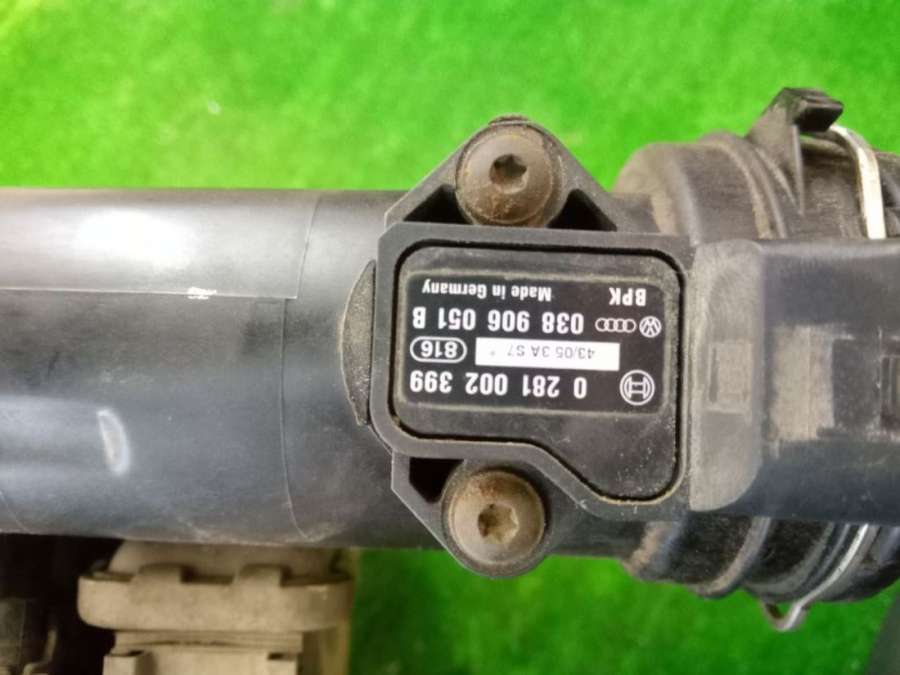 0 281 002 399
43/05 3A S7 *
816
038 906 051 B
Made in Germany
BPK